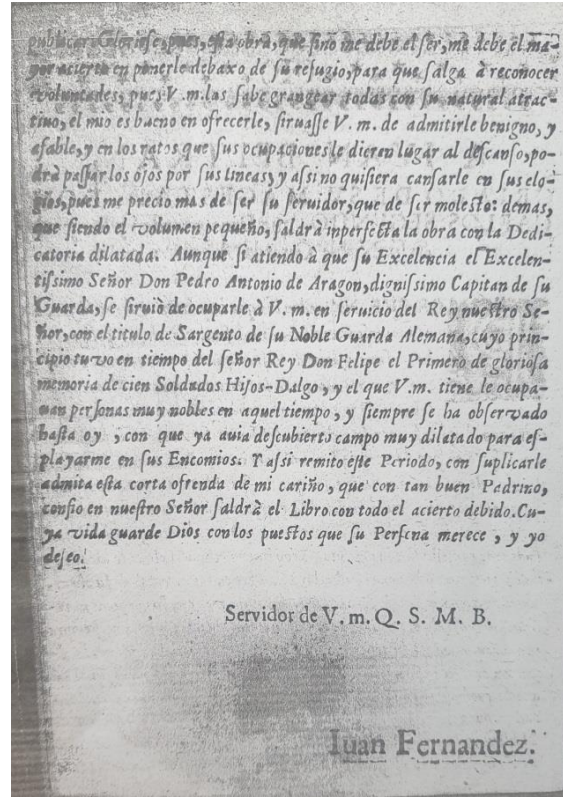 publicar. Gloriese, pues, esta obra, que sino me debe el ser, me debe el ma-
yor acierto en ponerle debaxo de su refugio, para que salga à reconocer
voluntades, pues V. m. las sabe grangear todas con su natural atrac-
tiuo, el mio es bueno en ofrecerle, siruasse V. m. de admitirle benigno, y
afable, y en los ratos que sus ocupaciones le dieren lugar al descanso, po-
drà passar los ojos por sus lineas, y assi no quisiera cansarle en sus elo-
gios, pues me precio mas de ser su seruidor, que de ser molesto: demas,
que siendo el volumen pequeño, saldrà inperfecta la obra con la Dedi-
catoria dilatada. Aunque si atiendo à que su Excelencia el Excelen-
tissimo Señor Don Pedro Antonio de Aragon, dignissimo Capitan de su
Guarda, se siruiò de ocuparle à V. m. en seruicio del Rey nuestro Se-
ñor, con el titulo de Sargento de su Noble Guarda Alemana, cuyo prin-
cipio tuvo en tiempo del señor Rey Don Felipe el Primero de gloriosa
memoria de cien Soldados Hijos-Dalgo, y el que V. m. tiene le ocupa-
uan personas muy nobles en aquel tiempo, y siempre se ha observado
hasta oy, con que ya auia descubierto campo muy dilatado para es-
playarme en sus Encomios. Y assi remito este Periodo, con suplicarle
admita esta corta ofrenda de mi cariño, que con tan buen Padrino,
confio en nuestro Señor saldrà el Libro con todo el acierto debido. Cu-
ya vida guarde Dios con los puestos que su Persona merece, y yo
deseo.
Servidor de V. m. Q. S. M. B.
Iuan Fernandez.